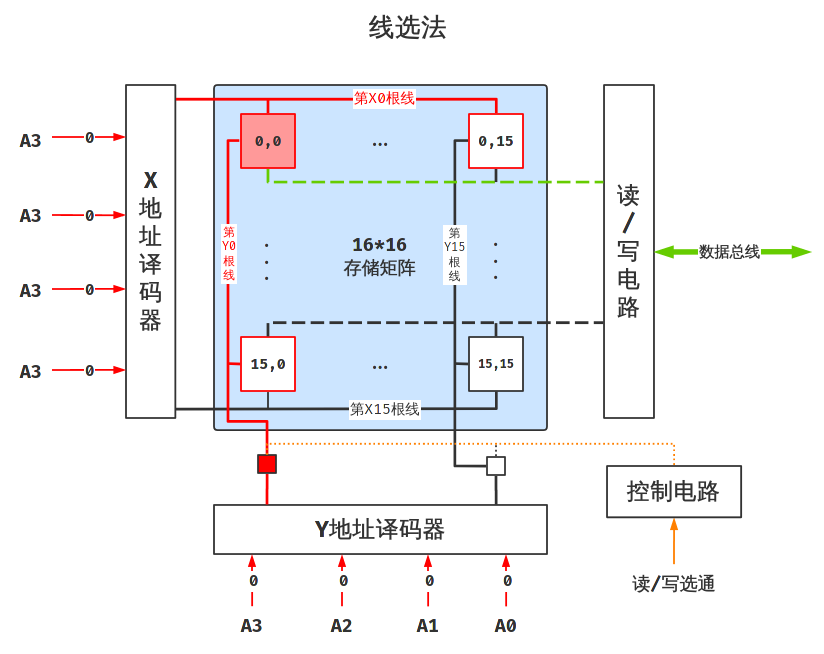 线选法
第X0根线
A3
0
0,0
...
0,15
A3
0
X
地
址
译
码
器
第
Y0
根
线
16*16
存储矩阵
第
Y15
根
线
读
/
写
电
路
数据总线
A3
0
A3
0
15,0
...
15,15
第X15根线
控制电路
Y地址译码器
0
0
0
0
读/写选通
A3
A2
A1
A0